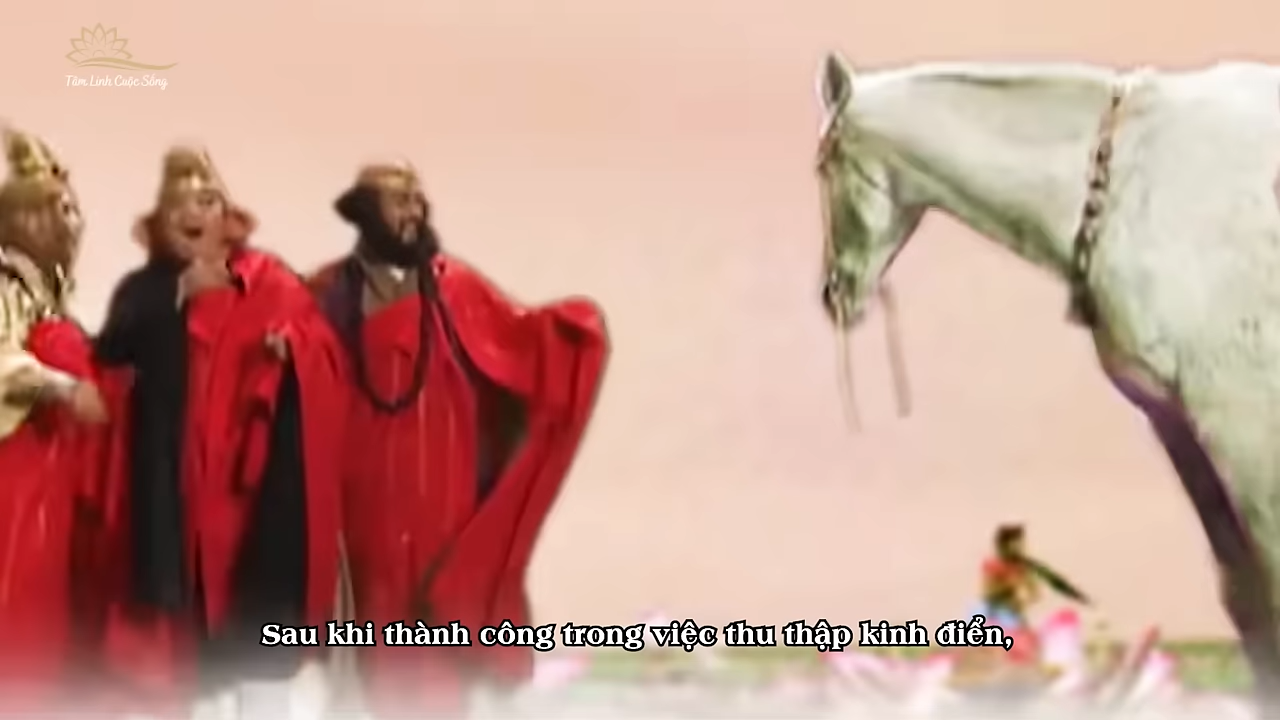 Tâm Linh Cuộc Sống
Sau khi thành công trong việc thu thập kinh điển,